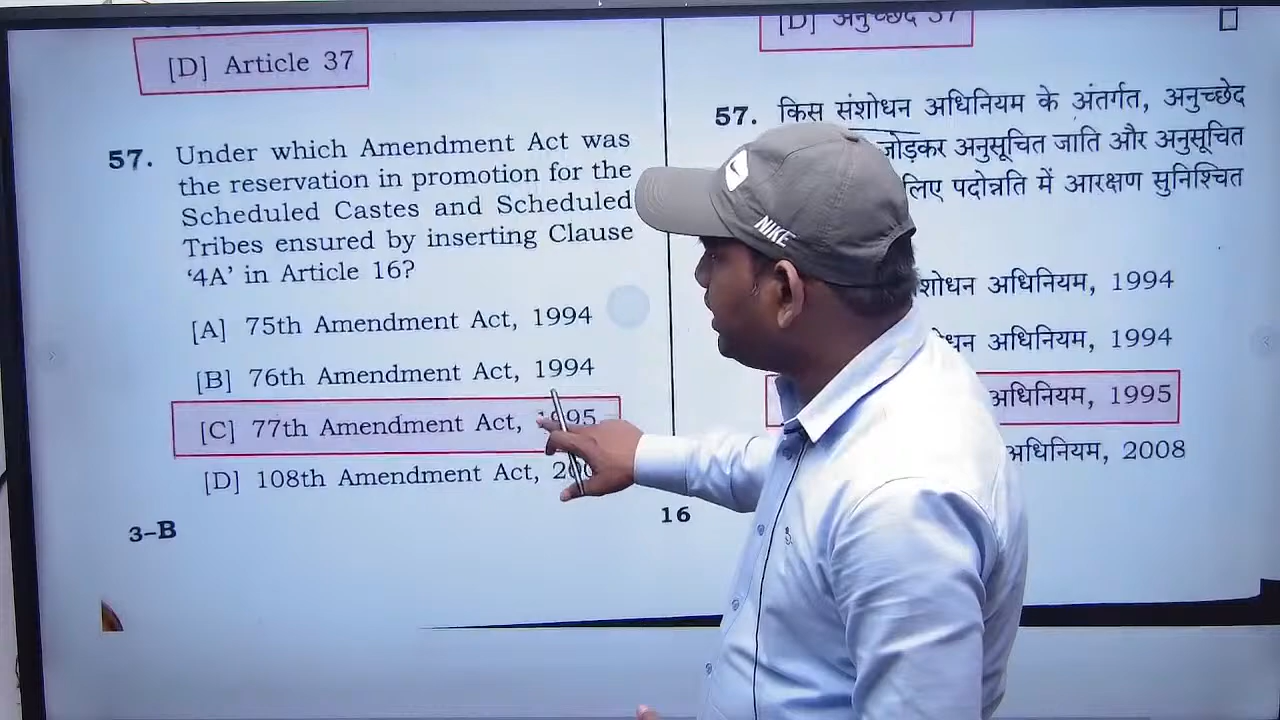 [D] Article 37
57. Under which Amendment Act was
the reservation in promotion for the
Scheduled Castes and Scheduled
Tribes ensured by inserting Clause
‘4A’ in Article 16?
[A] 75th Amendment Act, 1994
[B] 76th Amendment Act, 1994
[C] 77th Amendment Act, 1995
[D] 108th Amendment Act,
3–B
16
[D] अनुच्छेद 37
57. किस संशोधन अधिनियम के अंतर्गत, अनुच्छेद
जोड़कर अनुसूचित जाति और अनुसूचित
लिए पदोन्नति में आरक्षण सुनिश्चित
अधिनियम, 1994
अधिनियम, 1994
अधिनियम, 1995
अधिनियम, 2008
NIKE